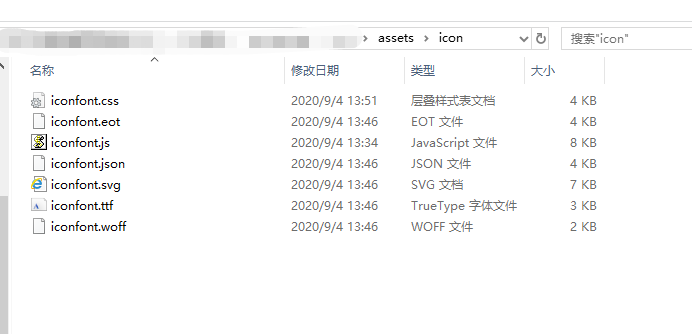 assets > icon
搜索"icon"
名称 修改日期 类型 大小
iconfont.css 2020/9/4 13:51 层叠样式表文档 4 KB
iconfont.eot 2020/9/4 13:46 EOT 文件 4 KB
iconfont.js 2020/9/4 13:34 JavaScript 文件 8 KB
iconfont.json 2020/9/4 13:46 JSON 文件 4 KB
iconfont.svg 2020/9/4 13:46 SVG 文档 7 KB
iconfont.ttf 2020/9/4 13:46 TrueType 字体文件 3 KB
iconfont.woff 2020/9/4 13:46 WOFF 文件 2 KB